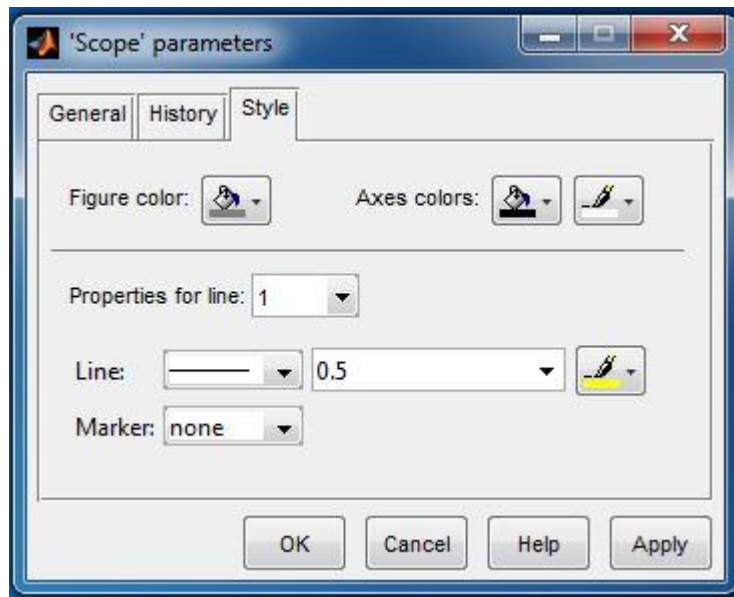 'Scope' parameters
General History Style
Figure color: Axes colors:
Properties for line: 1
Line: 0.5
Marker: none
OK Cancel Help Apply